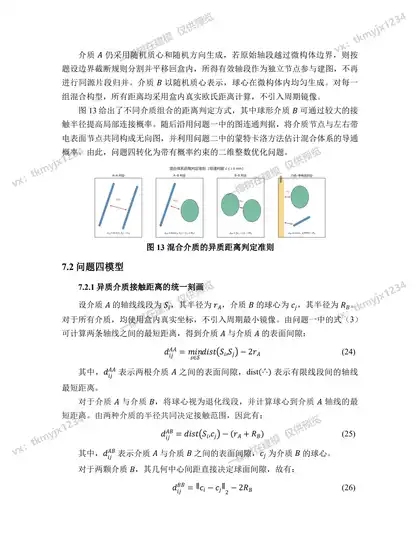 介质 A 仍采用随机质心和随机方向生成，若原始轴段越过微构体边界，则按
题设边界截断规则分割并平移回盒内，所得有效轴段作为独立节点参与建图，不再
进行同源片段归并。介质 B 以随机质心表示，球心在微构体内均匀生成。对每一
组混合构型，所有距离均采用盒内真实欧氏距离计算，不引入周期镜像。
图 13 给出了不同介质组合的距离判定方式，其中球形介质 B 可通过较大的接
触半径提高局部连接概率。随后沿用问题一中的图连通判据，将介质节点与左右带
电表面节点共同构成无向图，并利用问题二中的蒙特卡洛方法估计混合体系的导通
概率。由此，问题四转化为带有概率约束的二维整数优化问题。
图 13 混合介质的异质距离判定准则
7.2 问题四模型
7.2.1 异质介质接触距离的统一刻画
设介质 A 的轴线线段为 S_i，其半径为 r_A，介质 B 的球心为 c_j，其半径为 R_B。
对于所有介质，均使用盒内真实坐标，不引入周期最小镜像。由问题一中的式（3）
可计算两条轴线之间的最短距离，得到介质 A 与介质 A 的表面间隙：
d_{ij}^{AA} = \min_{s∈S} dist(S_i, S_j) − 2r_A (24)
其中，d_{ij}^{AA} 表示两根介质 A 之间的表面间隙，dist(∴) 表示有限线段间的轴线
最短距离。
对于介质 A 与介质 B，将球心视为退化线段，并计算球心到介质 A 轴线的最
短距离。由两种介质的半径共同决定接触范围，因此有：
d_{ij}^{AB} = dist(S_i, c_j) − (r_A + R_B) (25)
其中，d_{ij}^{AB} 表示介质 A 与介质 B 之间的表面间隙，c_j 为介质 B 的球心。
对于两颗介质 B，其几何中心间距直接决定球面间隙，故有：
d_{ij}^{BB} = ‖c_i − c_j‖_2 − 2R_B (26)
vx: tkmyjx1234
vx: tkmyjx1234
vx: tkmyjx1234